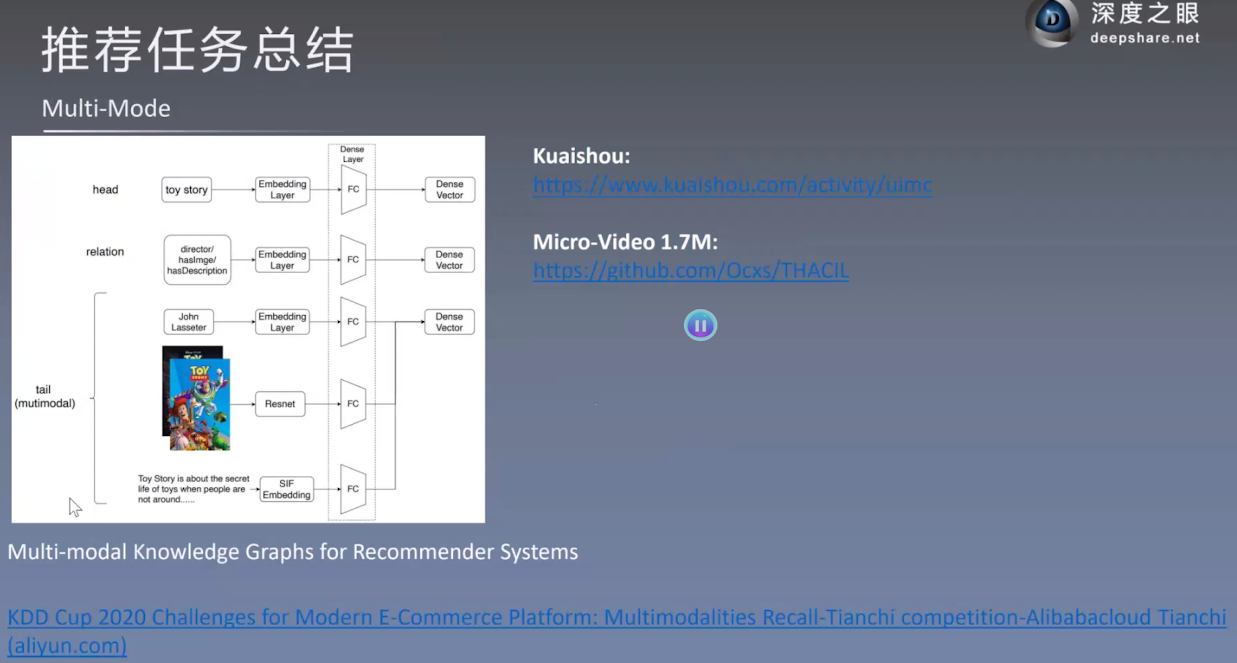 深度之眼
deepshare.net
推荐任务总结
Multi-Mode
Dense
Layer
head
toy story
Embedding
Layer
FC
Dense
Vector
relation
director/
hasImge/
hasDescription
Embedding
Layer
FC
Dense
Vector
John
Lasseter
Embedding
Layer
FC
Dense
Vector
tail
(mutimodal)
TOY
STORY
Resnet
FC
Toy Story is about the secret
life of toys when people are
not around......
SIF
Embedding
FC
Kuaishou:
https://www.kuaishou.com/activity/uimc
Micro-Video 1.7M:
https://github.com/Ocxs/THACIL
Multi-modal Knowledge Graphs for Recommender Systems
KDD Cup 2020 Challenges for Modern E-Commerce Platform: Multimodalities Recall-Tianchi competition-Alibabacloud Tianchi
(aliyun.com)